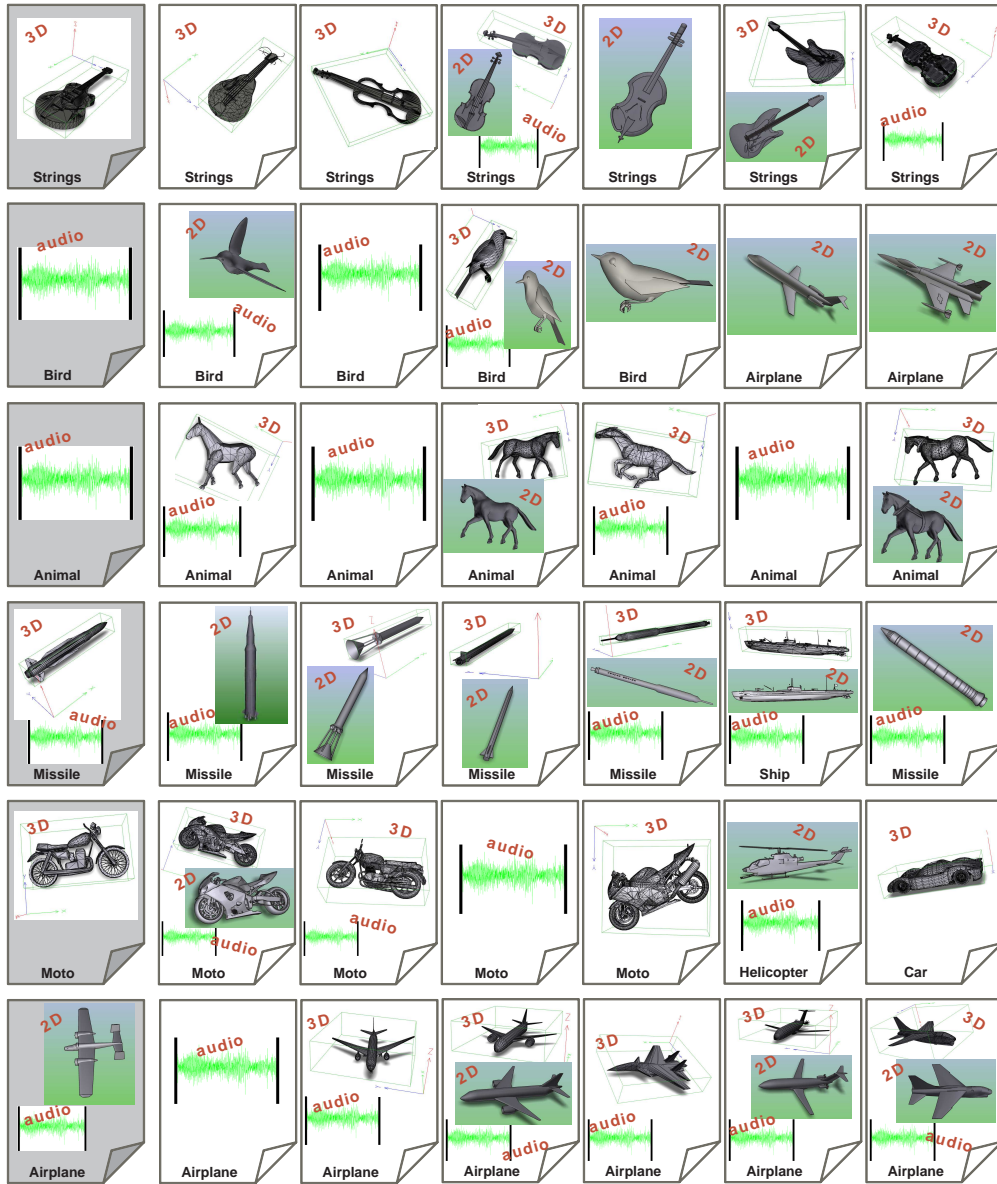 3D
3D
3D
2D
3D
audio
2D
3D
2D
3D
audio
Strings
Strings
Strings
Strings
Strings
Strings
Strings
audio
2D
audio
audio
3D
2D
audio
2D
2D
2D
Bird
Bird
Bird
Bird
Bird
Airplane
Airplane
audio
3D
audio
audio
3D
2D
3D
audio
audio
3D
2D
Animal
Animal
Animal
Animal
Animal
Animal
Animal
3D
audio
2D
audio
3D
2D
3D
2D
3D
2D
audio
3D
2D
audio
2D
audio
Missile
Missile
Missile
Missile
Missile
Ship
Missile
3D
3D
2D
audio
3D
audio
audio
3D
2D
audio
3D
Moto
Moto
Moto
Moto
Moto
Helicopter
Car
2D
audio
audio
3D
audio
3D
2D
audio
3D
audio
3D
2D
audio
3D
2D
audio
Airplane
Airplane
Airplane
Airplane
Airplane
Airplane
Airplane